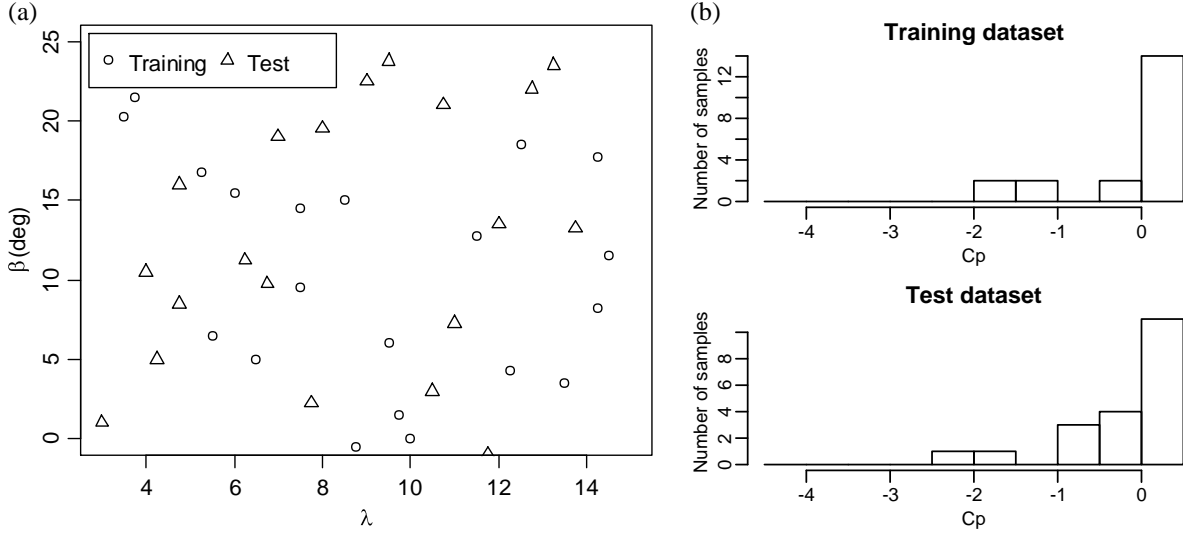 (a)
Training Test
25
20
15
10
5
0
β (deg)
4 6 8 10 12 14
λ
(b)
Training dataset
12
4
0
Number of samples
-4 -3 -2 -1 0
Cp
Test dataset
8
6
4
2
0
Number of samples
-4 -3 -2 -1 0
Cp